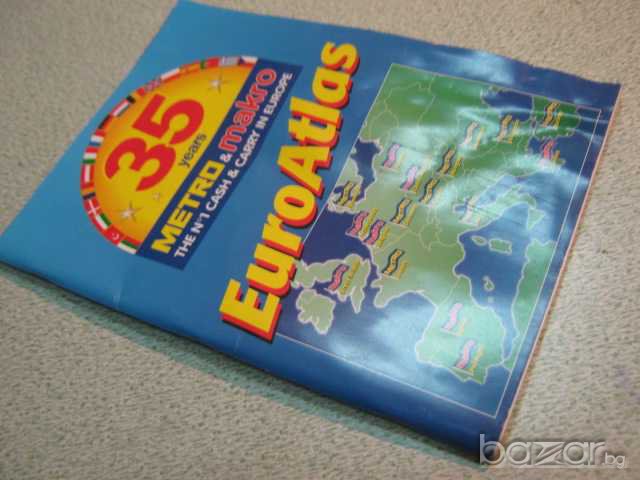 35
years
METRO & makro
THE N°1 CASH & CARRY IN EUROPE
EuroAtlas
bazar.bg